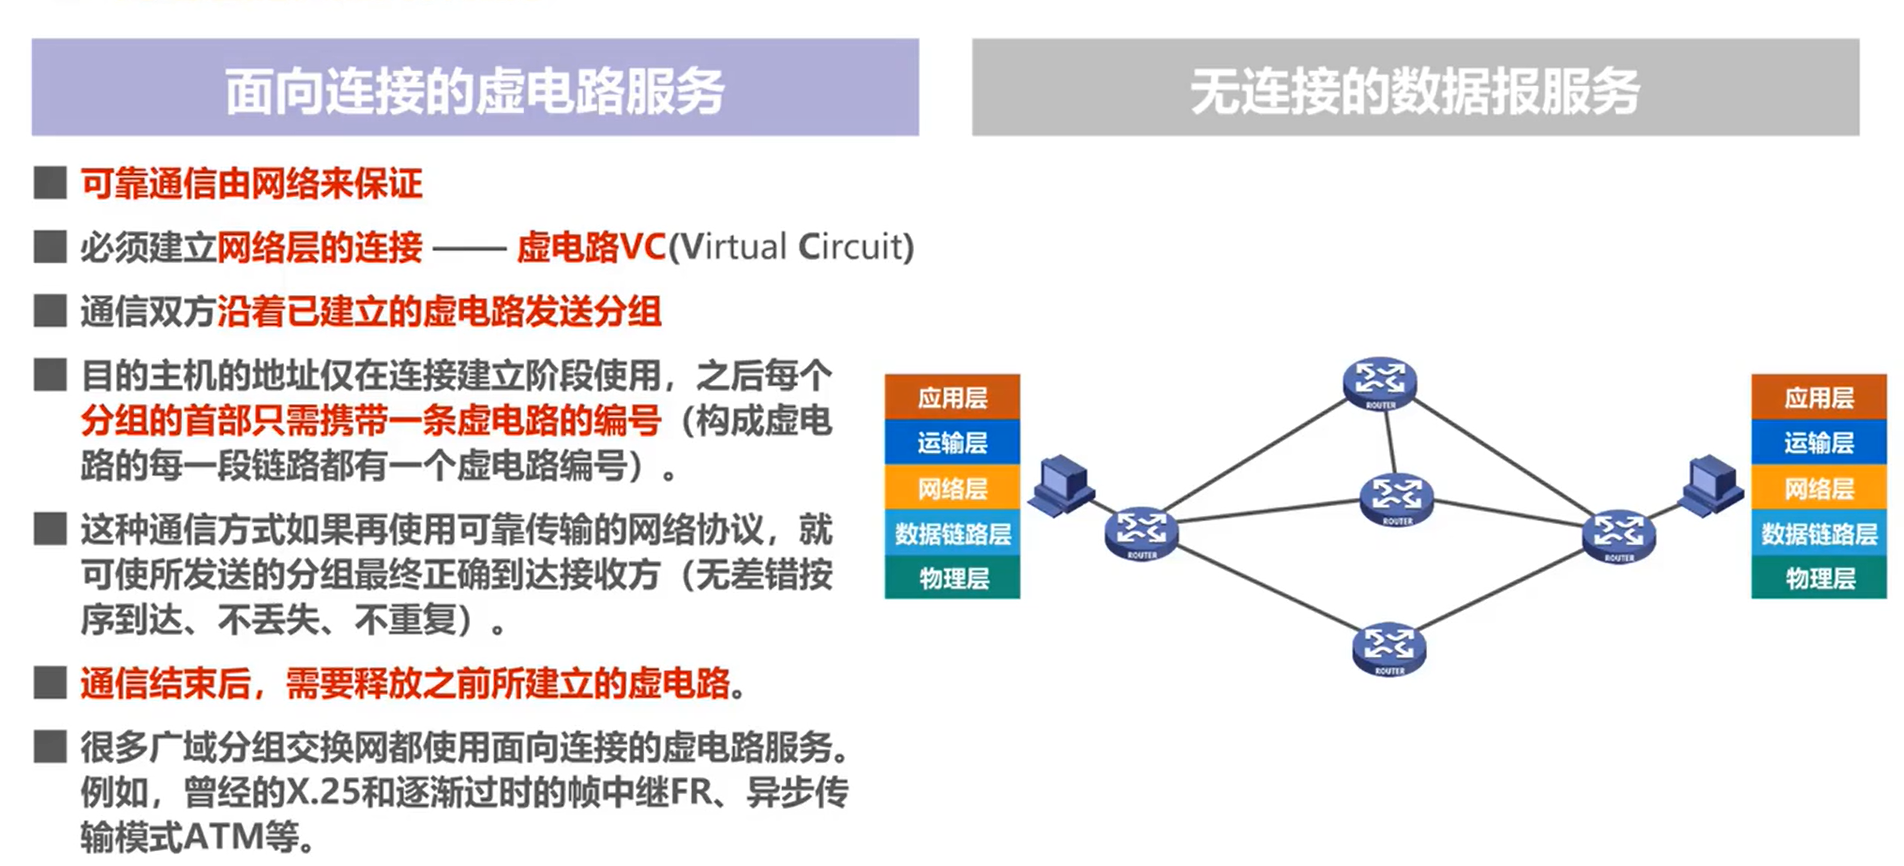 面向连接的虚电路服务
无连接的数据报服务
可靠通信由网络来保证
必须建立网络层的连接 —— 虚电路VC(Virtual Circuit)
通信双方沿着已建立的虚电路发送分组
目的主机的地址仅在连接建立阶段使用，之后每个
分组的首部只需携带一条虚电路的编号（构成虚电
路的每一段链路都有一个虚电路编号）。
这种通信方式如果再使用可靠传输的网络协议，就
可使所发送的分组最终正确到达接收方（无差错按
序到达、不丢失、不重复）。
通信结束后，需要释放之前所建立的虚电路。
很多广域分组交换网都使用面向连接的虚电路服务。
例如，曾经的X.25和逐渐过时的帧中继FR、异步传
输模式ATM等。
应用层
运输层
网络层
数据链路层
物理层
ROUTER
ROUTER
ROUTER
ROUTER
ROUTER
应用层
运输层
网络层
数据链路层
物理层